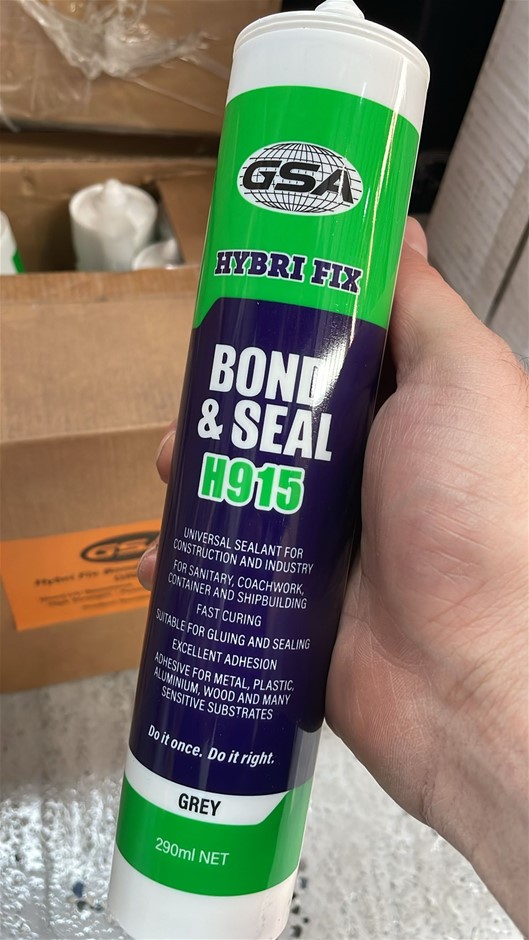 GSA
HYBRI FIX
BOND
& SEAL
H915
UNIVERSAL SEALANT FOR
CONSTRUCTION AND INDUSTRY
FOR SANITARY, COACHWORK,
CONTAINER AND SHIPBUILDING
FAST CURING
SUITABLE FOR GLUING AND SEALING
EXCELLENT ADHESION
ADHESIVE FOR METAL, PLASTIC,
ALUMINIUM, WOOD AND MANY
SENSITIVE SUBSTRATES
Do it once. Do it right.
GREY
290ml NET
GSA
Hybri Fix